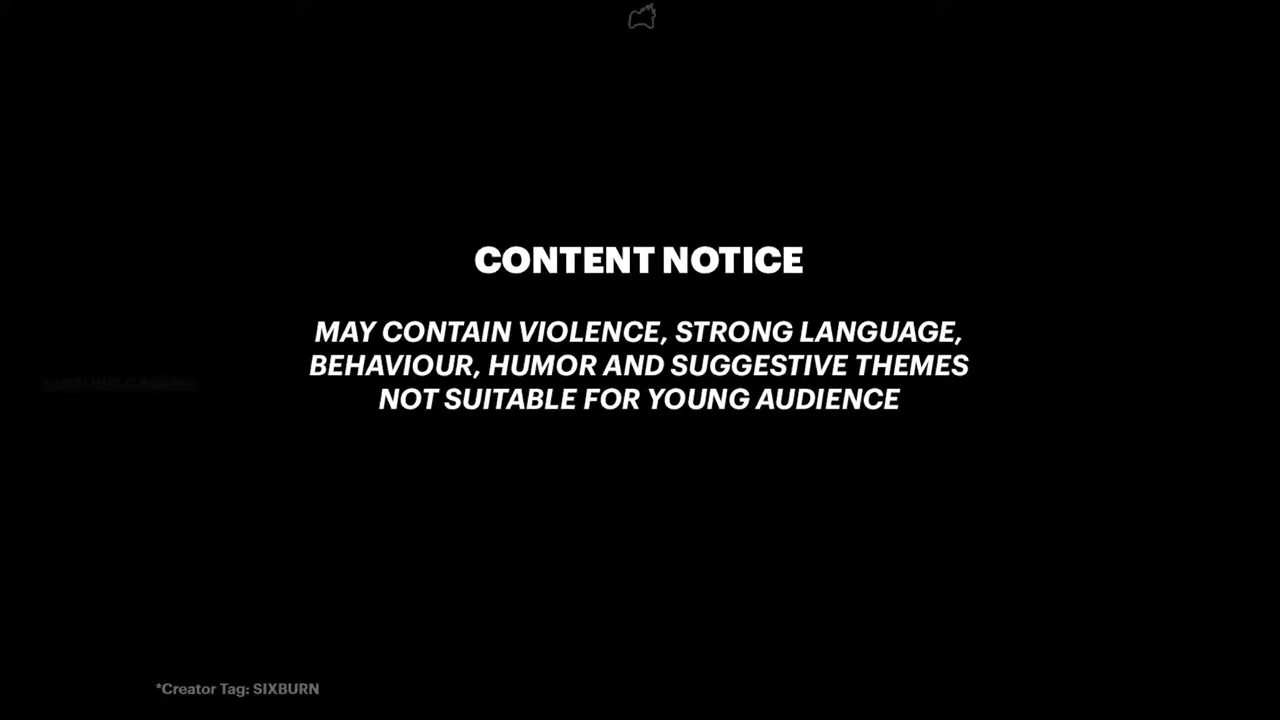 CONTENT NOTICE
MAY CONTAIN VIOLENCE, STRONG LANGUAGE,
BEHAVIOUR, HUMOR AND SUGGESTIVE THEMES
NOT SUITABLE FOR YOUNG AUDIENCE
*Creator Tag: SIXBURN